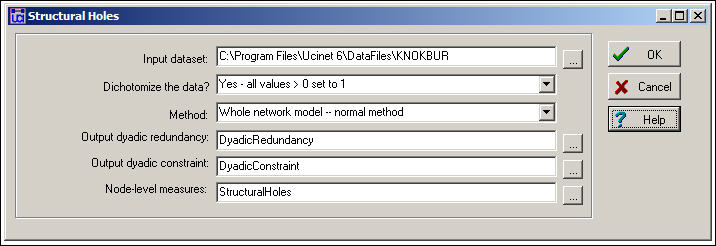 UCI Structural Holes
Input dataset: C:\Program Files\Ucinet 6\DataFiles\KNOKBUR ...
OK
Dichotomize the data? Yes - all values > 0 set to 1
Cancel
Method: Whole network model -- normal method
? Help
Output dyadic redundancy: DyadicRedundancy ...
Output dyadic constraint: DyadicConstraint ...
Node-level measures: StructuralHoles ...